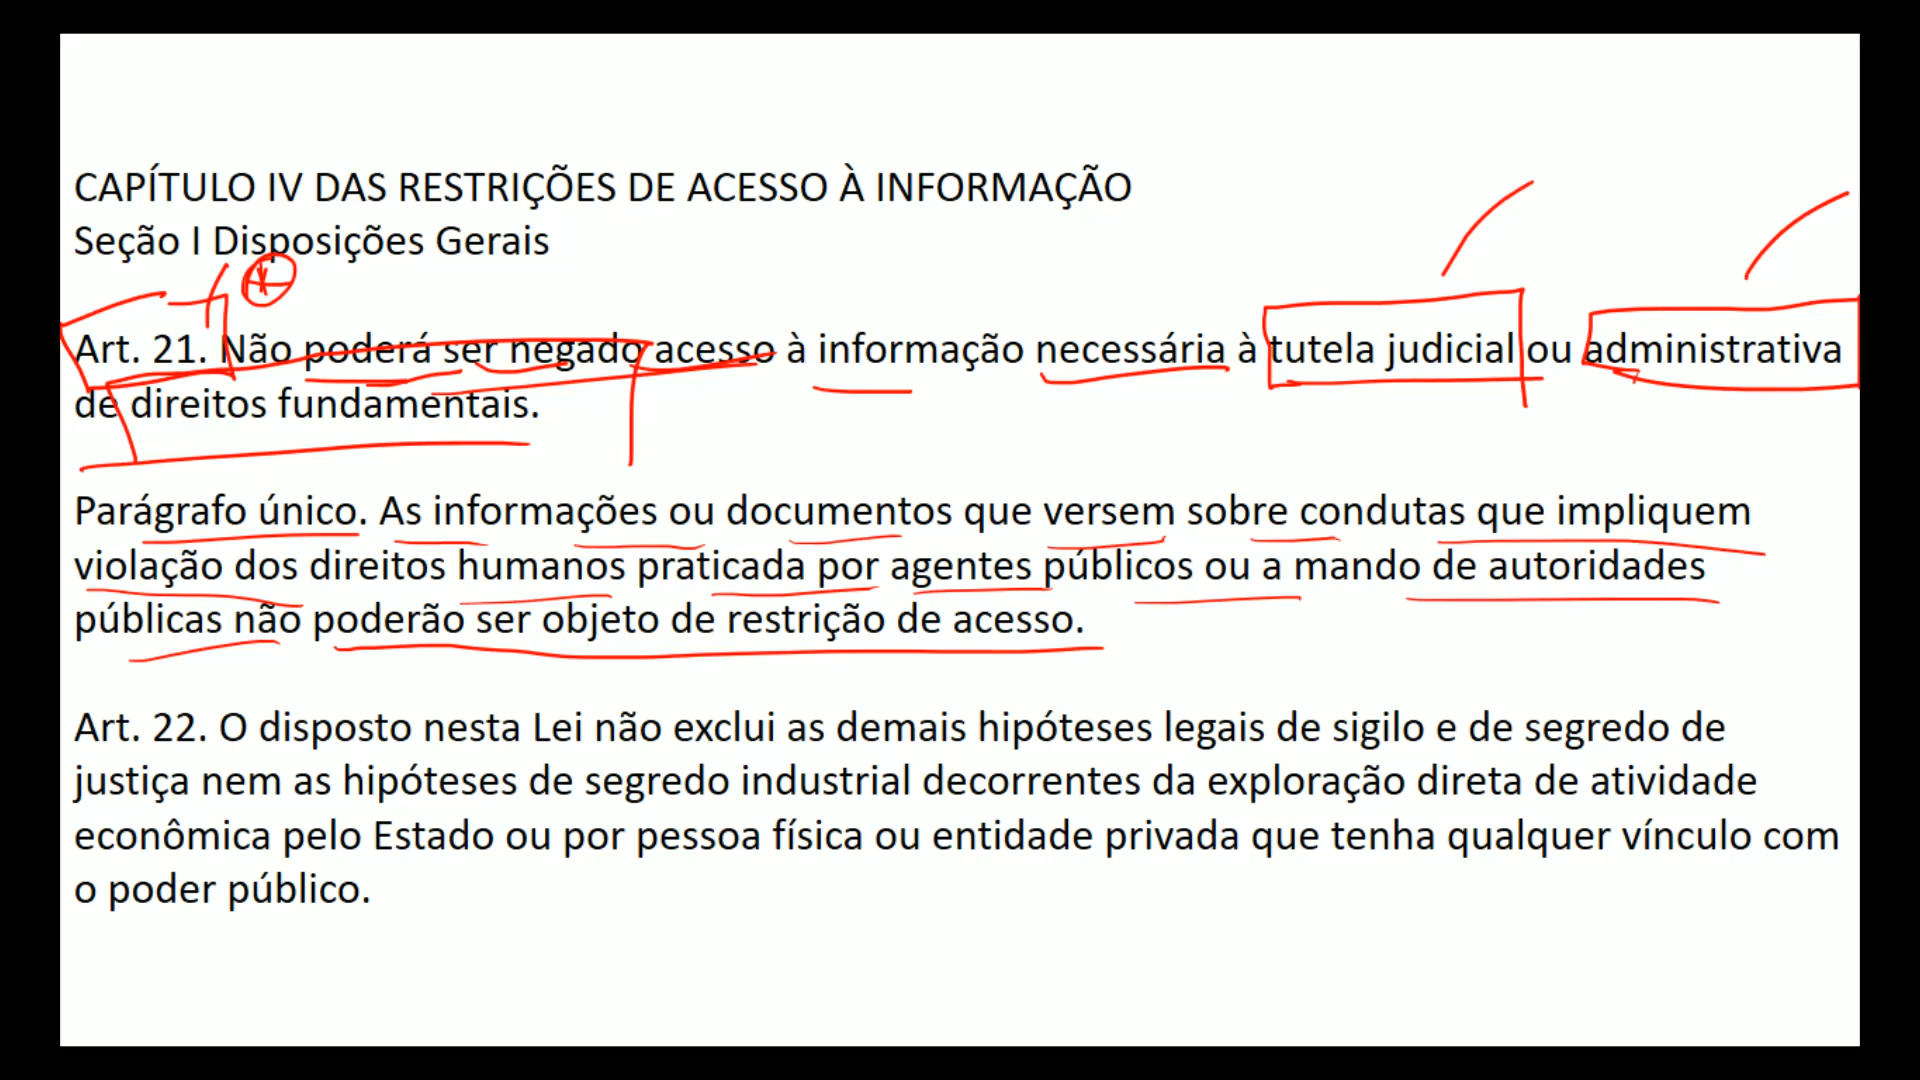 CAPÍTULO IV DAS RESTRIÇÕES DE ACESSO À INFORMAÇÃO
Seção I Disposições Gerais
Art. 21. Não poderá ser negado acesso à informação necessária à tutela judicial ou administrativa
de direitos fundamentais.
Parágrafo único. As informações ou documentos que versem sobre condutas que impliquem
violação dos direitos humanos praticada por agentes públicos ou a mando de autoridades
públicas não poderão ser objeto de restrição de acesso.
Art. 22. O disposto nesta Lei não exclui as demais hipóteses legais de sigilo e de segredo de
justiça nem as hipóteses de segredo industrial decorrentes da exploração direta de atividade
econômica pelo Estado ou por pessoa física ou entidade privada que tenha qualquer vínculo com
o poder público.